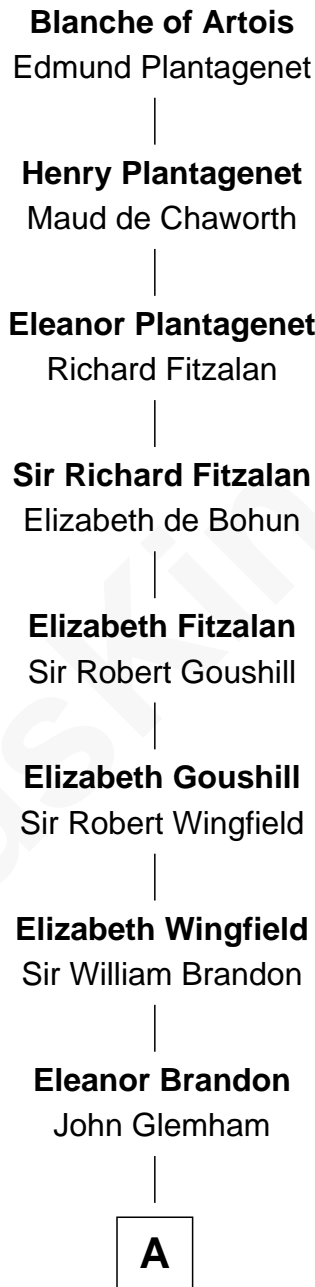 Blanche of Artois
Edmund Plantagenet
Henry Plantagenet
Maud de Chaworth
Eleanor Plantagenet
Richard Fitzalan
Sir Richard Fitzalan
Elizabeth de Bohun
Elizabeth Fitzalan
Sir Robert Goushill
Elizabeth Goushill
Sir Robert Wingfield
Elizabeth Wingfield
Sir William Brandon
Eleanor Brandon
John Glemham
A